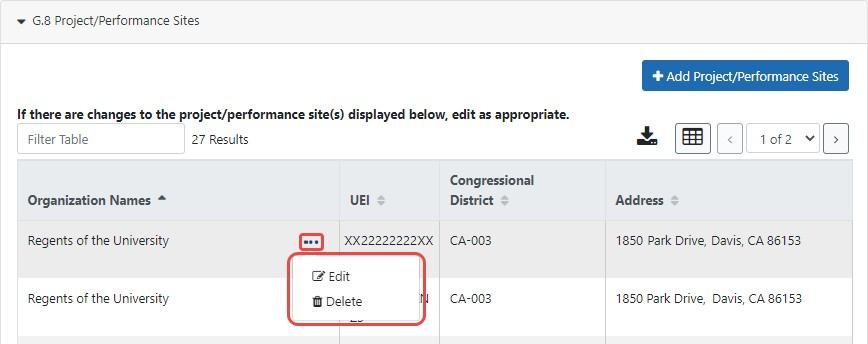 G.8 Project/Performance Sites
Add Project/Performance Sites
If there are changes to the project/performance site(s) displayed below, edit as appropriate.
Filter Table
27 Results
1 of 2
Organization Names
UEI
Congressional
District
Address
Regents of the University
XX22222222XX
CA-003
1850 Park Drive, Davis, CA 86153
Edit
Delete
Regents of the University
N
CA-003
1850 Park Drive, Davis, CA 86153